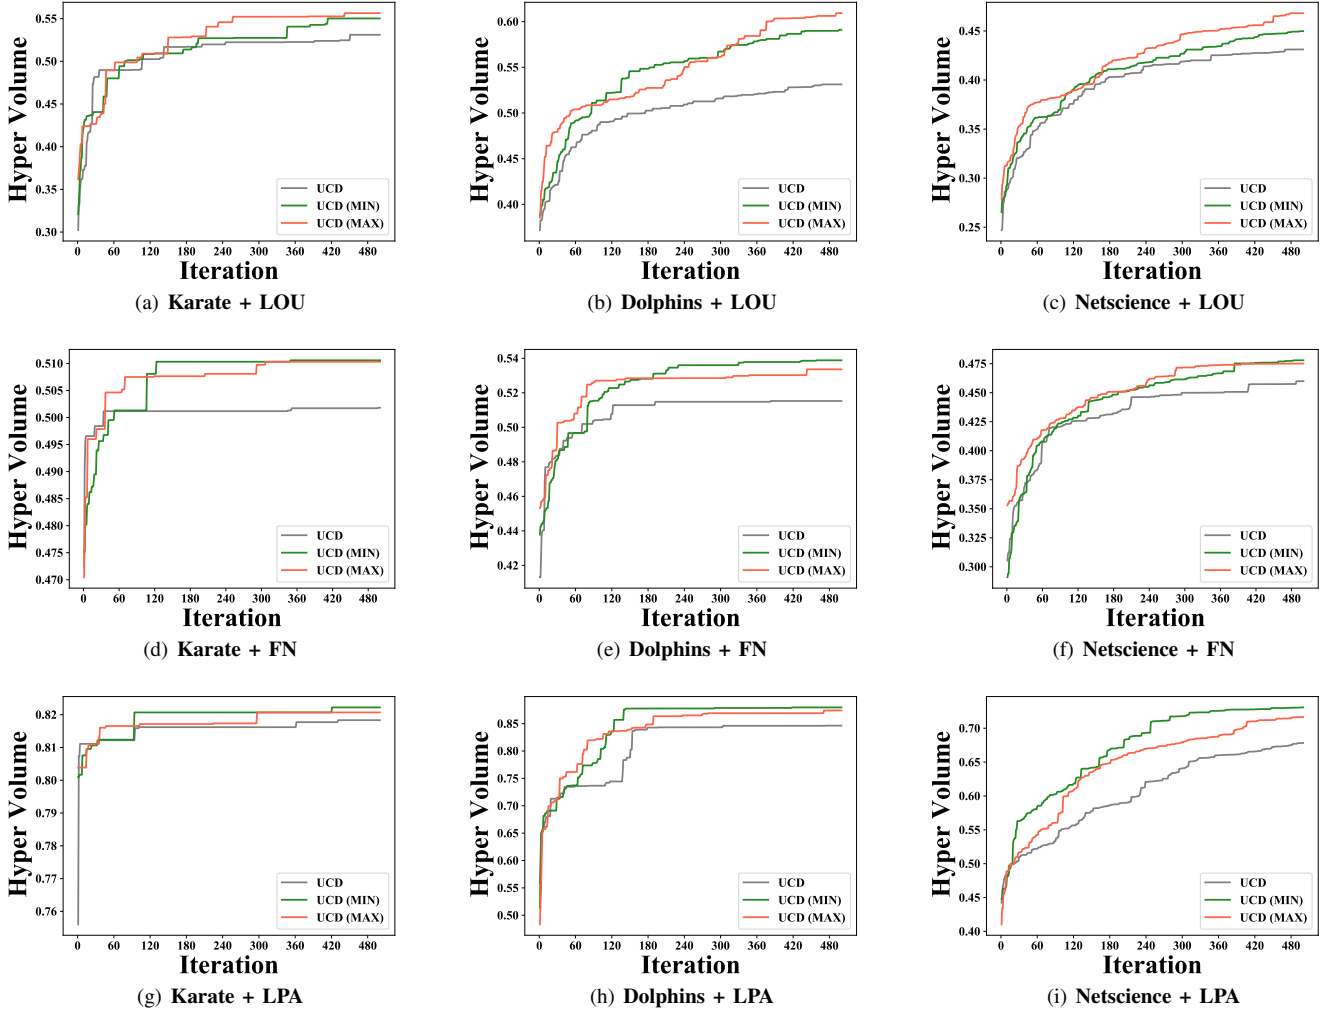 Hyper Volume
0.55
0.50
0.45
0.40
0.35
0.30
UCD
UCD (MIN)
UCD (MAX)
0 60 120 180 240 300 360 420 480
Iteration
(a) Karate + LOU
Hyper Volume
0.60
0.55
0.50
0.45
0.40
UCD
UCD (MIN)
UCD (MAX)
0 60 120 180 240 300 360 420 480
Iteration
(b) Dolphins + LOU
Hyper Volume
0.45
0.40
0.35
0.30
0.25
UCD
UCD (MIN)
UCD (MAX)
0 60 120 180 240 300 360 420 480
Iteration
(c) Netscience + LOU
Hyper Volume
0.510
0.505
0.500
0.495
0.490
0.485
0.480
0.475
0.470
UCD
UCD (MIN)
UCD (MAX)
0 60 120 180 240 300 360 420 480
Iteration
(d) Karate + FN
Hyper Volume
0.54
0.52
0.50
0.48
0.46
0.44
0.42
UCD
UCD (MIN)
UCD (MAX)
0 60 120 180 240 300 360 420 480
Iteration
(e) Dolphins + FN
Hyper Volume
0.475
0.450
0.425
0.400
0.375
0.350
0.325
0.300
UCD
UCD (MIN)
UCD (MAX)
0 60 120 180 240 300 360 420 480
Iteration
(f) Netscience + FN
Hyper Volume
0.82
0.81
0.80
0.79
0.78
0.77
0.76
UCD
UCD (MIN)
UCD (MAX)
0 60 120 180 240 300 360 420 480
Iteration
(g) Karate + LPA
Hyper Volume
0.85
0.80
0.75
0.70
0.65
0.60
0.55
0.50
UCD
UCD (MIN)
UCD (MAX)
0 60 120 180 240 300 360 420 480
Iteration
(h) Dolphins + LPA
Hyper Volume
0.70
0.65
0.60
0.55
0.50
0.45
0.40
UCD
UCD (MIN)
UCD (MAX)
0 60 120 180 240 300 360 420 480
Iteration
(i) Netscience + LPA